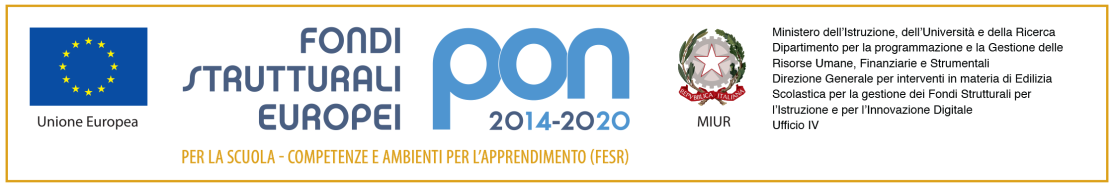 Unione Europea
FONDI
STRUTTURALI
EUROPEI
pon
2014-2020
PER LA SCUOLA - COMPETENZE E AMBIENTI PER L'APPRENDIMENTO (FESR)
REPVBBLICA ITALIANA
MIUR
Ministero dell'Istruzione, dell'Università e della Ricerca
Dipartimento per la programmazione e la Gestione delle
Risorse Umane, Finanziarie e Strumentali
Direzione Generale per interventi in materia di Edilizia
Scolastica per la gestione dei Fondi Strutturali per
l'Istruzione e per l'Innovazione Digitale
Ufficio IV